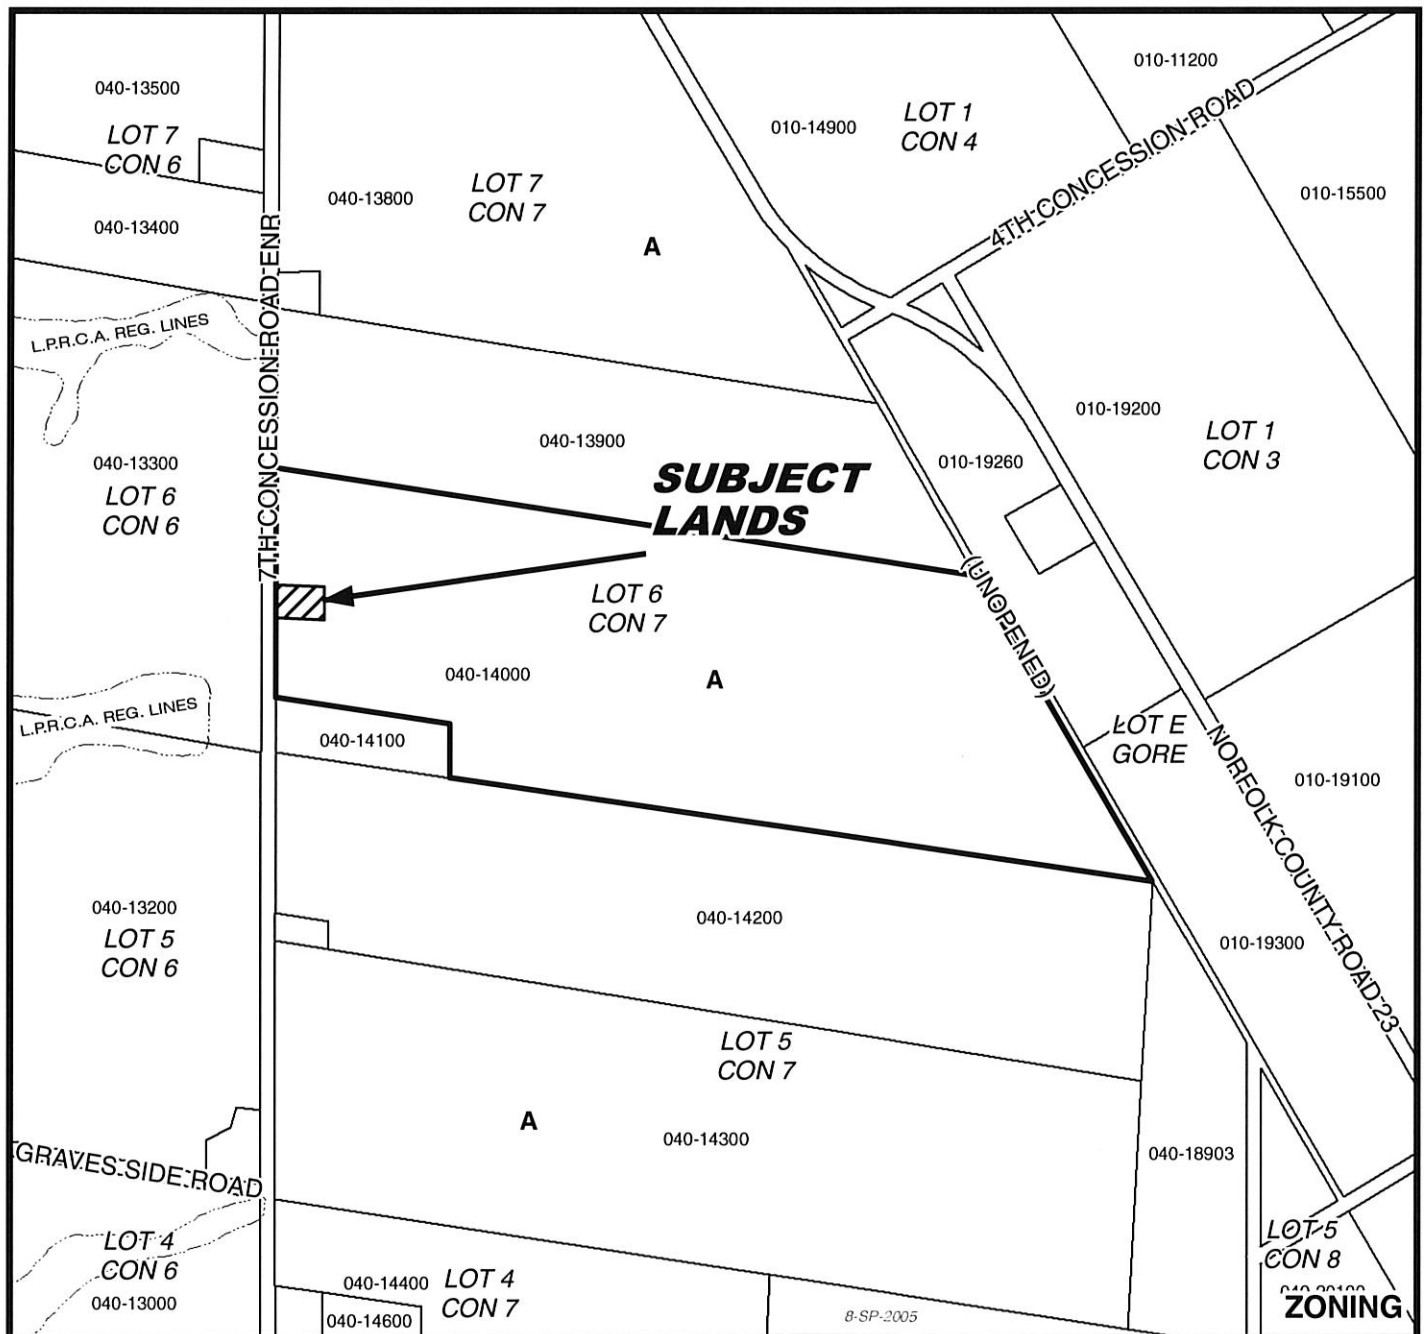 040-13500
LOT 7
CON 6
040-13400
040-13800
LOT 7
CON 7
A
010-14900
LOT 1
CON 4
010-11200
4TH CONCESSION ROAD
010-15500
L.P.R.C.A. REG. LINES
7TH CONCESSION ROAD ENR
040-13300
LOT 6
CON 6
040-13900
SUBJECT
LANDS
010-19260
010-19200
LOT 1
CON 3
(UNOPENED)
LOT 6
CON 7
040-14000
A
L.P.R.C.A. REG. LINES
040-14100
LOT E
GORE
NORFOLK COUNTY ROAD 23
010-19100
040-13200
LOT 5
CON 6
040-14200
010-19300
LOT 5
CON 7
A
040-14300
040-18903
GRAVES SIDE ROAD
LOT 4
CON 6
040-13000
040-14400
LOT 4
CON 7
040-14600
8-SP-2005
LOT 5
CON 8
ZONING